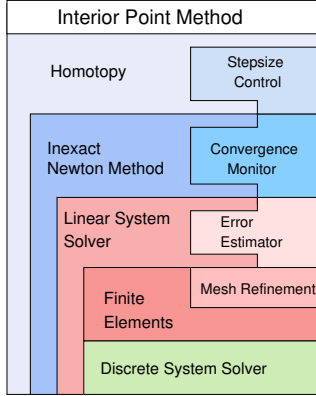 Interior Point Method
Homotopy
Stepsize
Control
Inexact
Newton Method
Convergence
Monitor
Linear System
Solver
Error
Estimator
Mesh Refinement
Finite
Elements
Discrete System Solver